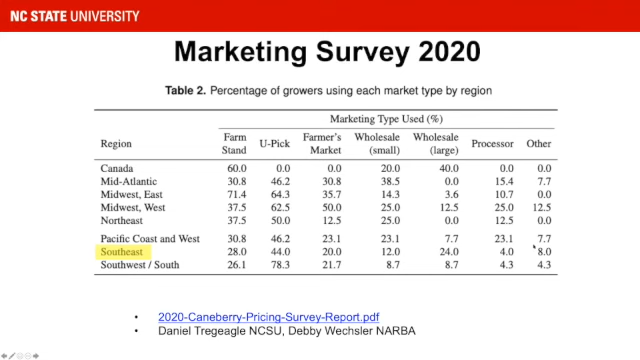 NC STATE UNIVERSITY
Marketing Survey 2020
Table 2. Percentage of growers using each market type by region
Marketing Type Used (%)
Region Farm Stand U-Pick Farmer's Market Wholesale (small) Wholesale (large) Processor Other
Canada 60.0 0.0 0.0 20.0 40.0 0.0 0.0
Mid-Atlantic 30.8 46.2 30.8 38.5 0.0 15.4 7.7
Midwest, East 71.4 64.3 35.7 14.3 3.6 10.7 0.0
Midwest, West 37.5 62.5 50.0 25.0 12.5 25.0 12.5
Northeast 37.5 50.0 12.5 25.0 0.0 12.5 0.0
Pacific Coast and West 30.8 46.2 23.1 23.1 7.7 23.1 7.7
Southeast 28.0 44.0 20.0 12.0 24.0 4.0 8.0
Southwest / South 26.1 78.3 21.7 8.7 8.7 4.3 4.3
• 2020-Caneberry-Pricing-Survey-Report.pdf
• Daniel Tregeagle NCSU, Debby Wechsler NARBA